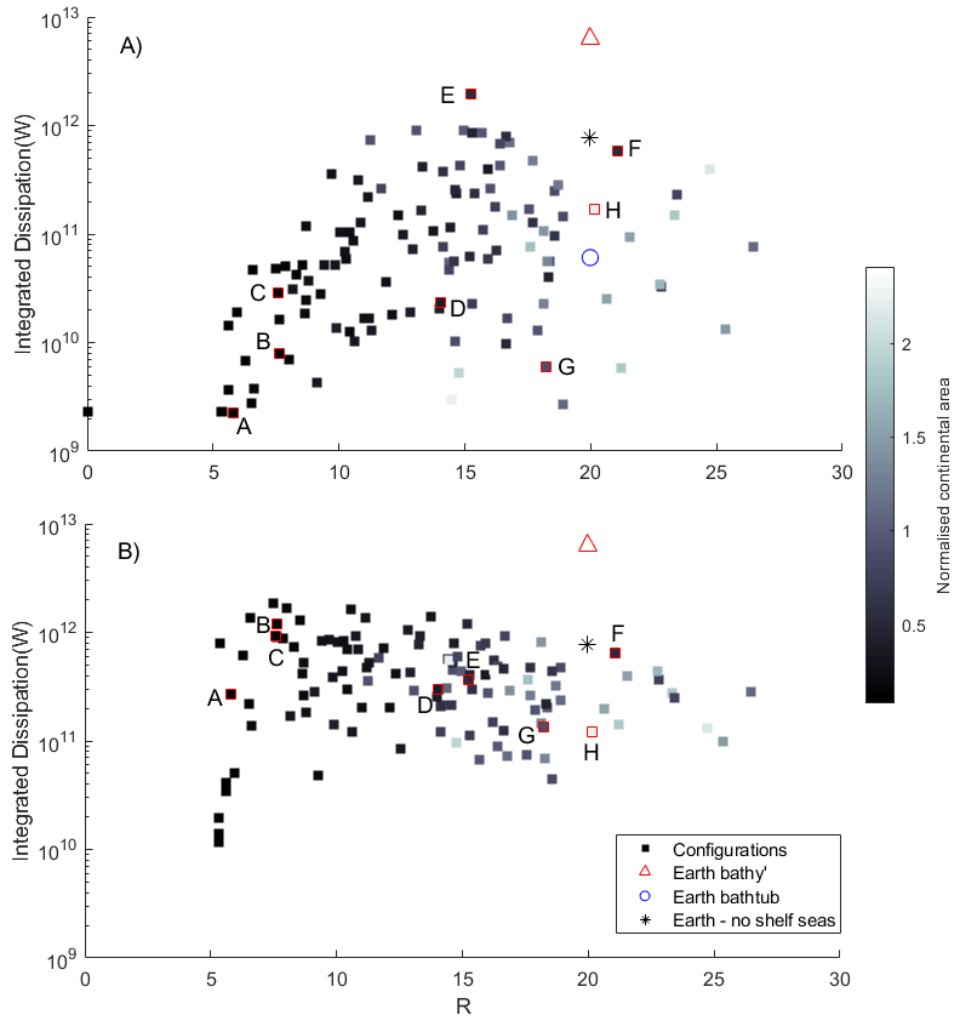 10^13
A)
E
10^12
F
H
10^11
C
D
B
10^10
G
A
10^9
0 5 10 15 20 25 30
Integrated Dissipation(W)
2
1.5
1
0.5
Normalised continental area
10^13
B)
10^12
B
F
C
E
A
D
10^11
G
H
10^10
10^9
0 5 10 15 20 25 30
R
Integrated Dissipation(W)
Configurations
Earth bathy'
Earth bathtub
Earth - no shelf seas